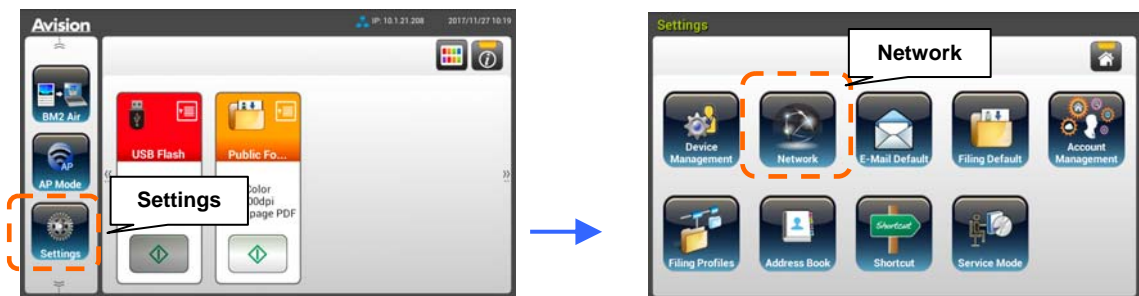 Avision
IP: 10.1.21.208 2017/11/27 10:19
BM2 Air
AP Mode
Settings
USB Flash
Public Fo...
Color
00dpi
page PDF
Settings
Settings
Network
Device
Management
Network
E-Mail Default
Filing Default
Account
Management
Filing Profiles
Address Book
Shortcut
Shortcut
Service Mode